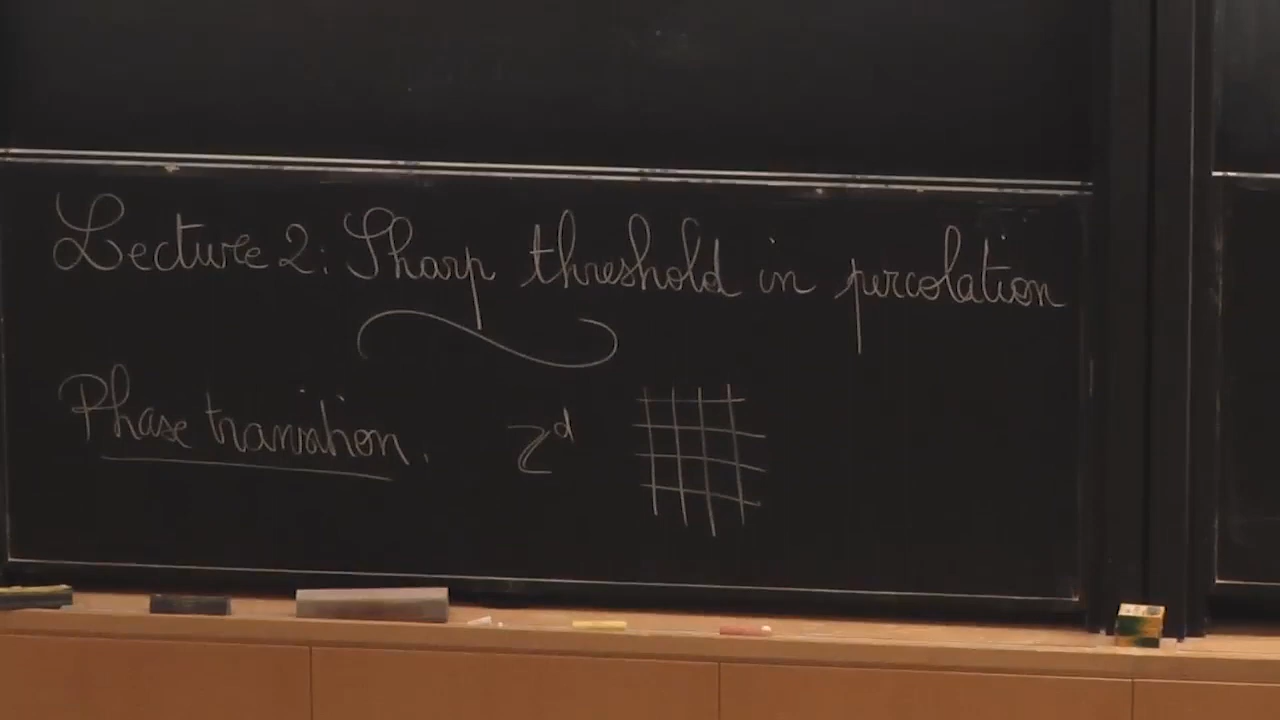 Lecture 2: Sharp threshold in percolation
Phase transition. Z^d